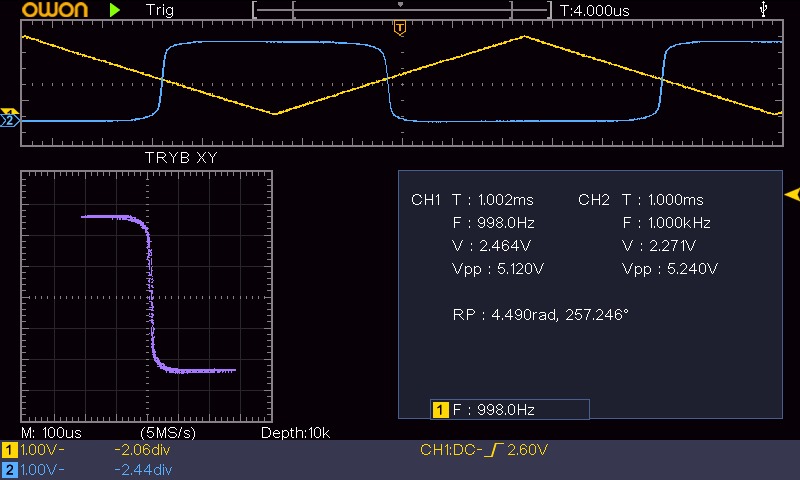 owon Trig T:4.000us
T
2
TRYB XY
CH1 T : 1.002ms CH2 T : 1.000ms
F : 998.0Hz F : 1.000kHz
V : 2.464V V : 2.271V
Vpp : 5.120V Vpp : 5.240V
RP : 4.490rad, 257.246°
1 F : 998.0Hz
M: 100us (5MS/s) Depth:10k
1 1.00V- -2.06div CH1:DC- 2.60V
2 1.00V- -2.44div